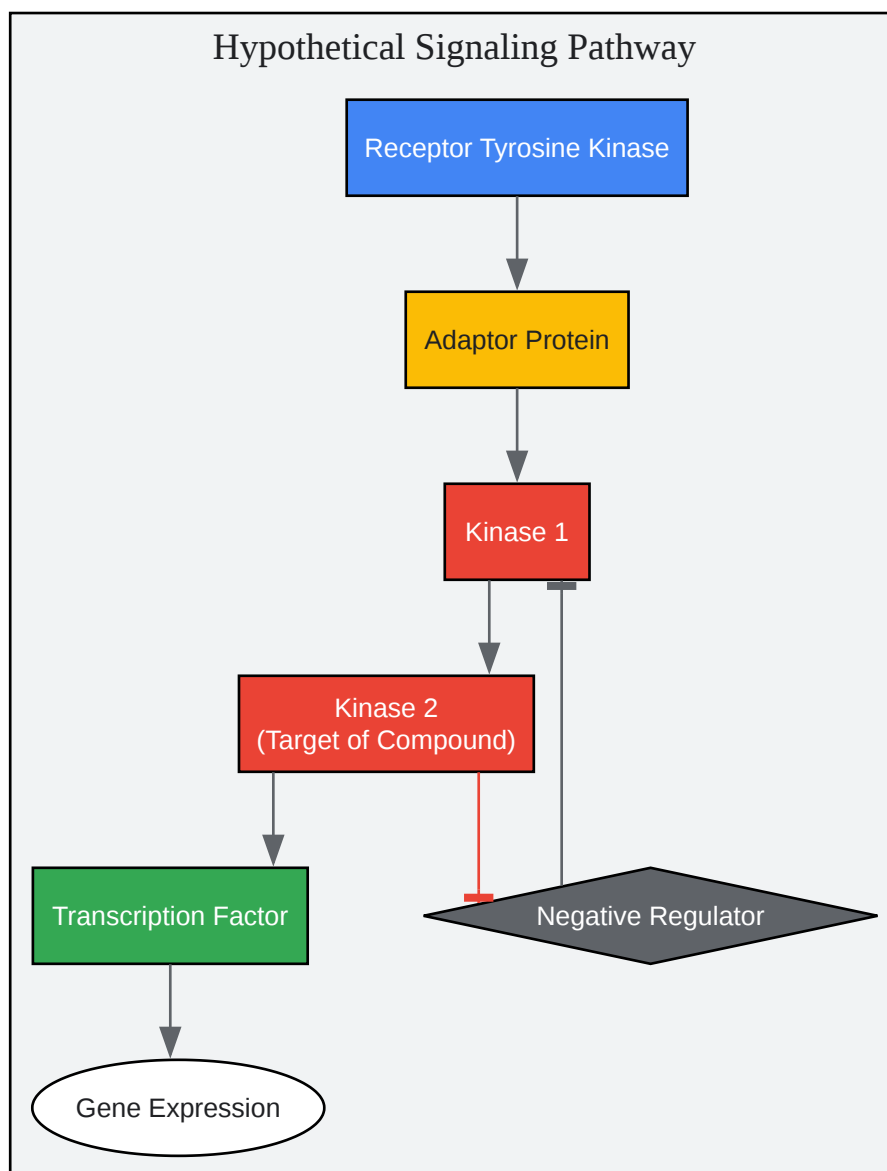 Hypothetical Signaling Pathway
Receptor Tyrosine Kinase
Adaptor Protein
Kinase 1
Kinase 2
(Target of Compound)
Transcription Factor
Negative Regulator
Gene Expression